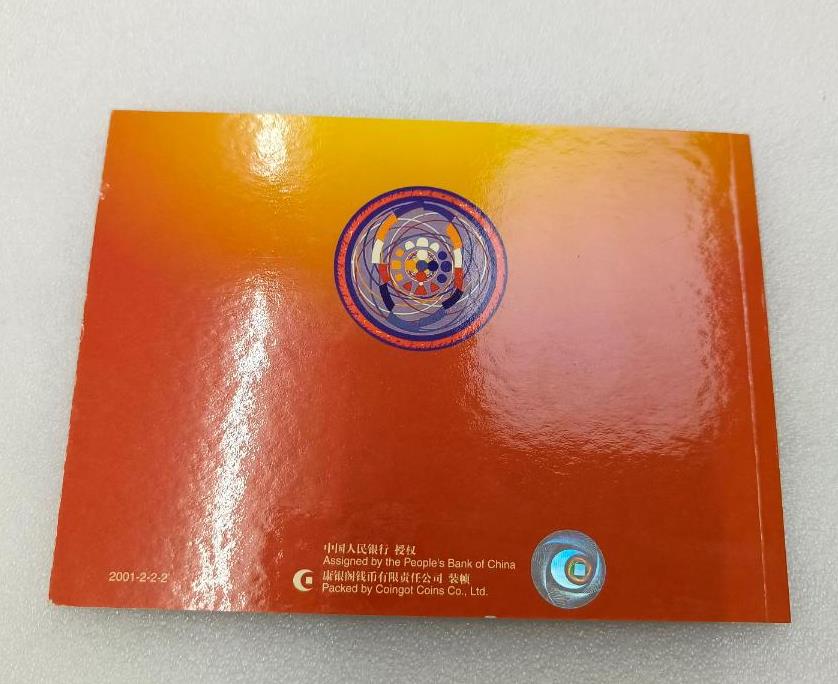 中国人民银行 授权
Assigned by the People's Bank of China
康银阁钱币有限责任公司 装帧
Packed by Coingot Coins Co., Ltd.
2001-2-2-2